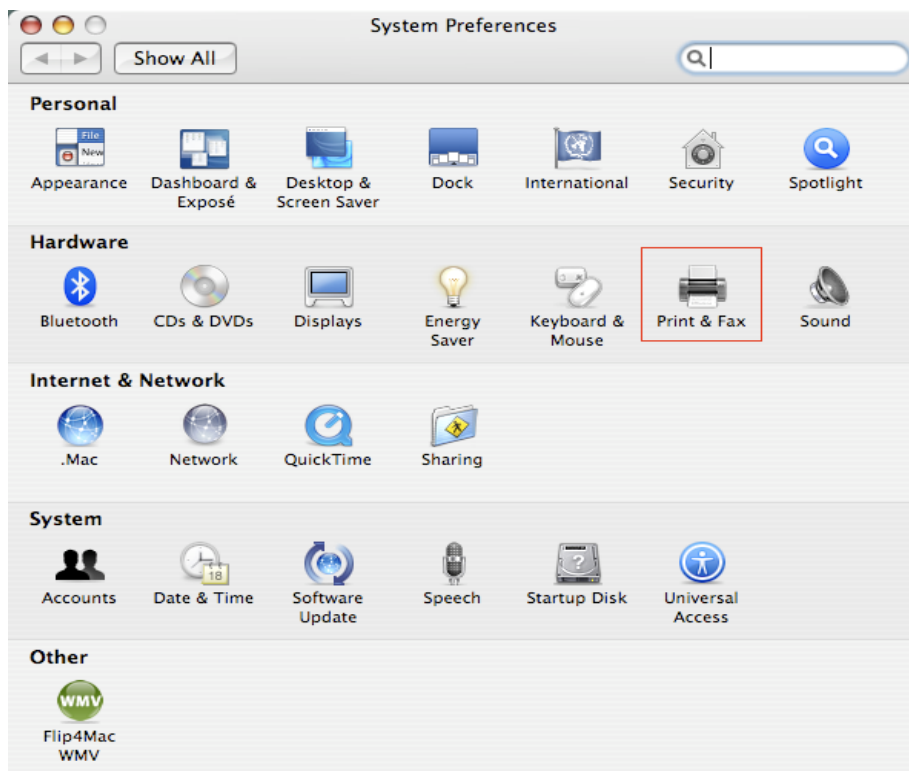 System Preferences
Show All
Personal
File
New
Appearance
Dashboard & Exposé
Desktop & Screen Saver
Dock
International
Security
Spotlight
Hardware
Bluetooth
CDs & DVDs
Displays
Energy Saver
Keyboard & Mouse
Print & Fax
Sound
Internet & Network
.Mac
Network
QuickTime
Sharing
System
18
?
Accounts
Date & Time
Software Update
Speech
Startup Disk
Universal Access
Other
WMV
Flip4Mac WMV